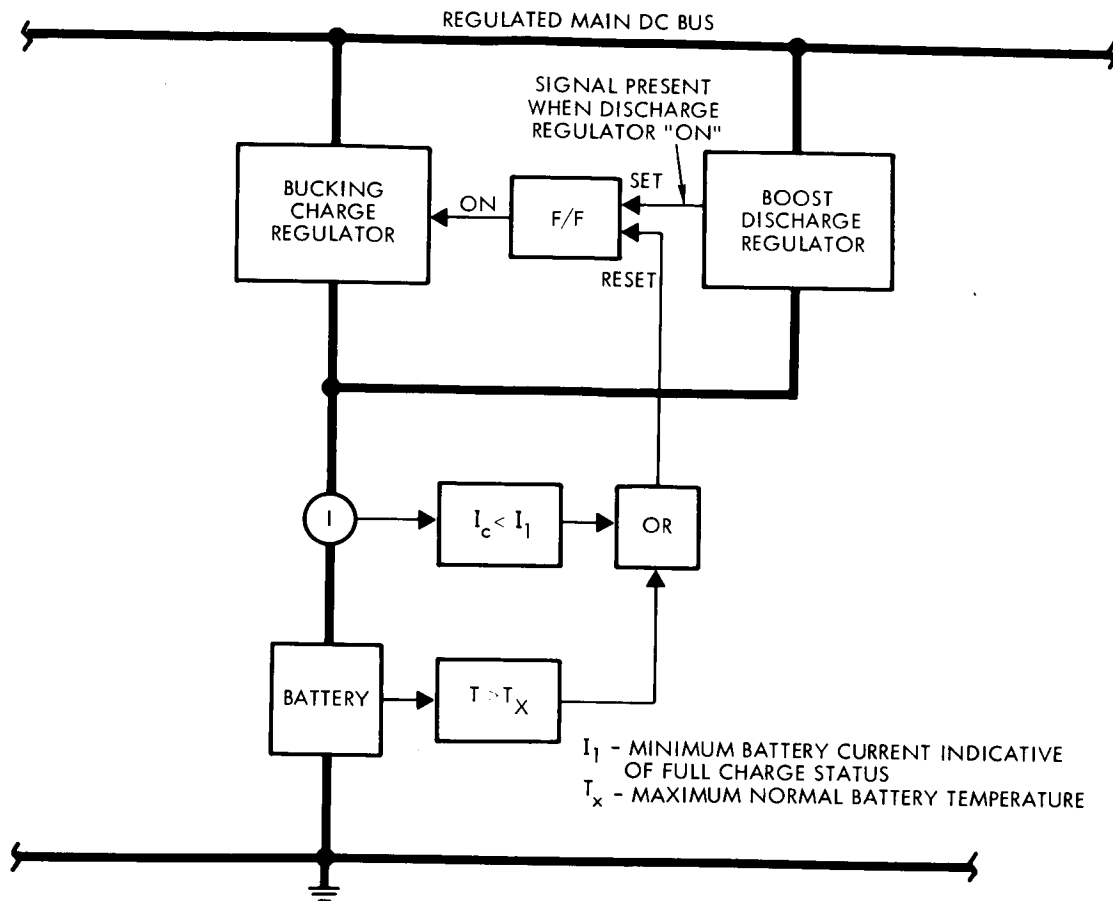 REGULATED MAIN DC BUS
SIGNAL PRESENT
WHEN DISCHARGE
REGULATOR "ON"
BUCKING
CHARGE
REGULATOR
ON
F/F
SET
RESET
BOOST
DISCHARGE
REGULATOR
I
I_c < I_1
OR
BATTERY
T > T_X
I_1 - MINIMUM BATTERY CURRENT INDICATIVE
OF FULL CHARGE STATUS
T_x - MAXIMUM NORMAL BATTERY TEMPERATURE